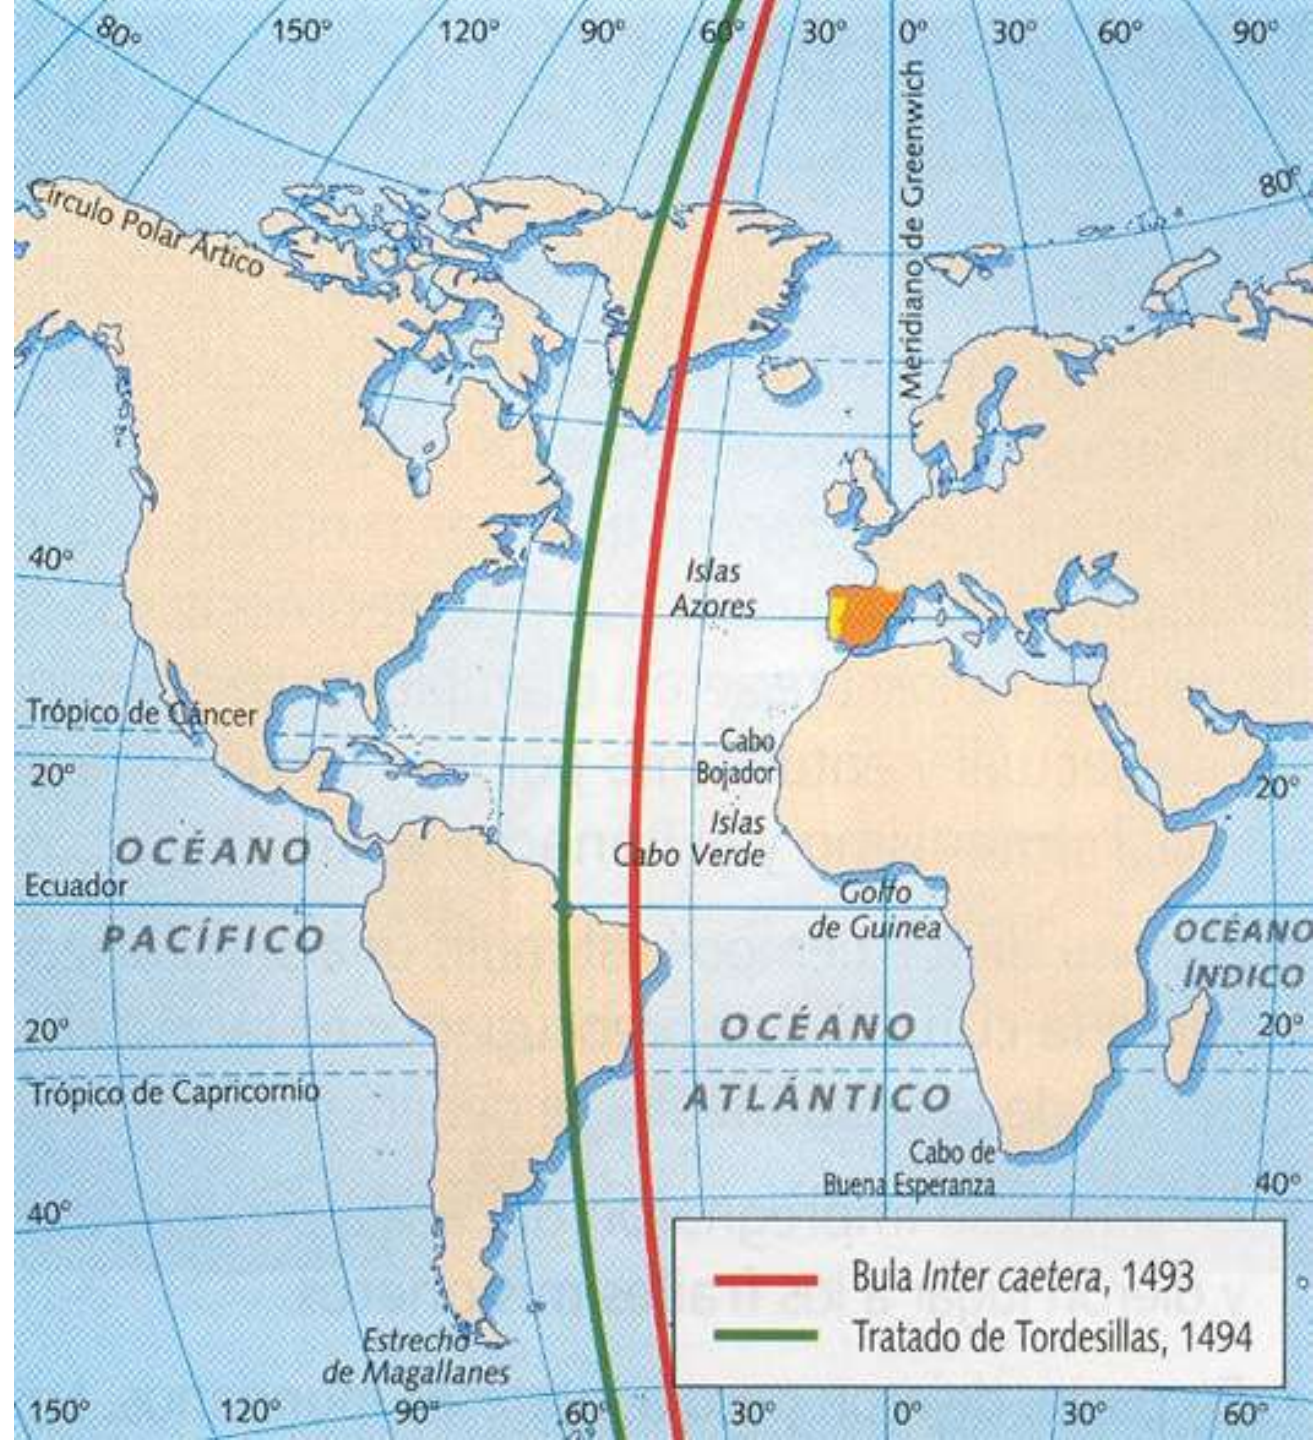 80°
150°
120°
90°
60°
30°
0°
30°
60°
90°
Meridiano de Greenwich
80°
Círculo Polar Ártico
40°
Islas
Azores
Trópico de Cáncer
20°
Cabo
Bojador
20°
Islas
Cabo Verde
OCÉANO
PACÍFICO
Ecuador
Golfo
de Guinea
OCÉANO
ÍNDICO
20°
OCÉANO
ATLÁNTICO
20°
Trópico de Capricornio
Cabo de
Buena Esperanza
40°
40°
Bula Inter caetera, 1493
Tratado de Tordesillas, 1494
Estrecho
de Magallanes
150°
120°
90°
60°
30°
0°
30°
60°